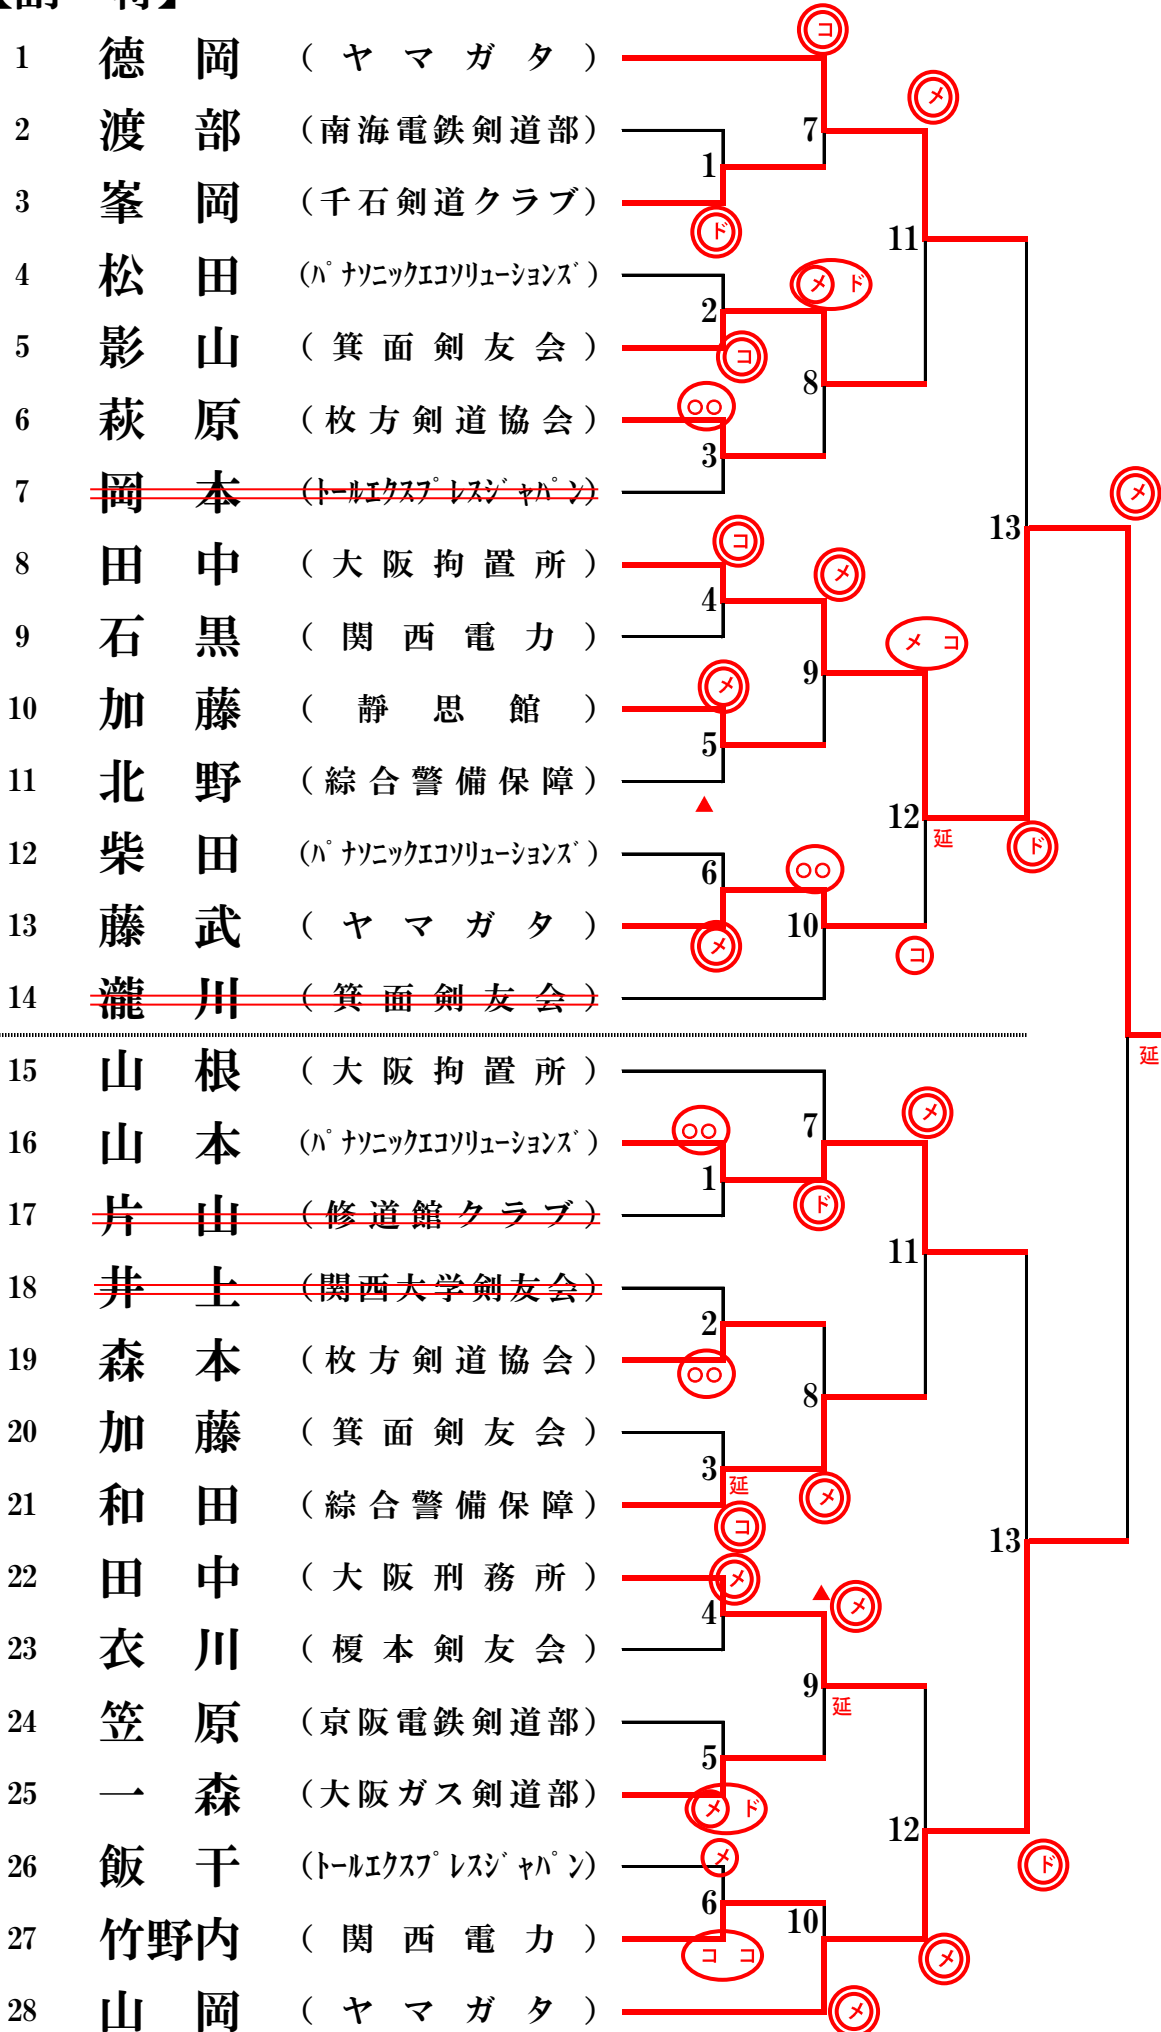 1 德岡 (ヤマガタ)
2 渡部 (南海電鉄剣道部)
3 峯岡 (千石剣道クラブ)
4 松田 (ﾊﾟﾅソニックエコソリューションズ)
5 影山 (箕面剣友会)
6 萩原 (枚方剣道協会)
7 岡本 (トールエクスプレスジャパン)
8 田中 (大阪拘置所)
9 石黒 (関西電力)
10 加藤 (靜思館)
11 北野 (綜合警備保障)
12 柴田 (パナソニックエコソリューションズ)
13 藤武 (ヤマガタ)
14 瀧川 (箕面剣友会)
15 山根 (大阪拘置所)
16 山本 (パナソニックエコソリューションズ)
17 片山 (修道館クラブ)
18 井上 (関西大学剣友会)
19 森本 (枚方剣道協会)
20 加藤 (箕面剣友会)
21 和田 (綜合警備保障)
22 田中 (大阪刑務所)
23 衣川 (榎本剣友会)
24 笠原 (京阪電鉄剣道部)
25 一森 (大阪ガス剣道部)
26 飯干 (トールエクスプレスジャパン)
27 竹野内 (関西電力)
28 山岡 (ヤマガタ)
コ
メ
7
1
ド
11
メ ド
2
コ
8
○○
3
メ
13
コ
メ
4
メ コ
9
メ
5
12
延
ド
▲
6
○○
10
メ
コ
延
メ
7
○○
1
ド
11
2
○○
8
3
延
メ
コ
13
メ
▲
メ
4
9
延
5
メ ド
12
メ
ド
6
10
コ コ
メ
メ